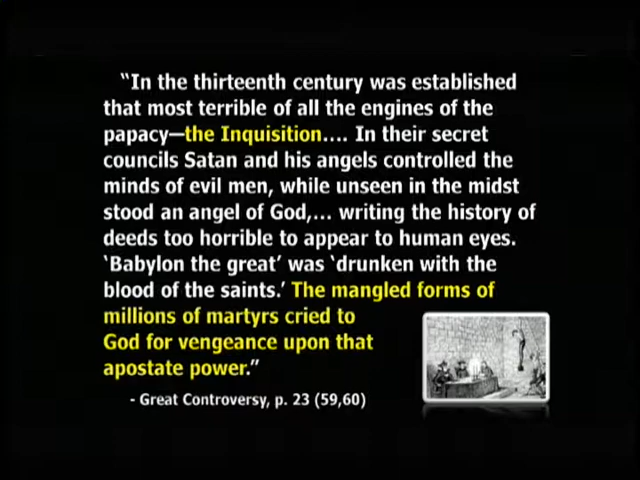 “In the thirteenth century was established
that most terrible of all the engines of the
papacy—the Inquisition.... In their secret
councils Satan and his angels controlled the
minds of evil men, while unseen in the midst
stood an angel of God,... writing the history of
deeds too horrible to appear to human eyes.
‘Babylon the great’ was ‘drunken with the
blood of the saints.’ The mangled forms of
millions of martyrs cried to
God for vengeance upon that
apostate power.”
- Great Controversy, p. 23 (59,60)